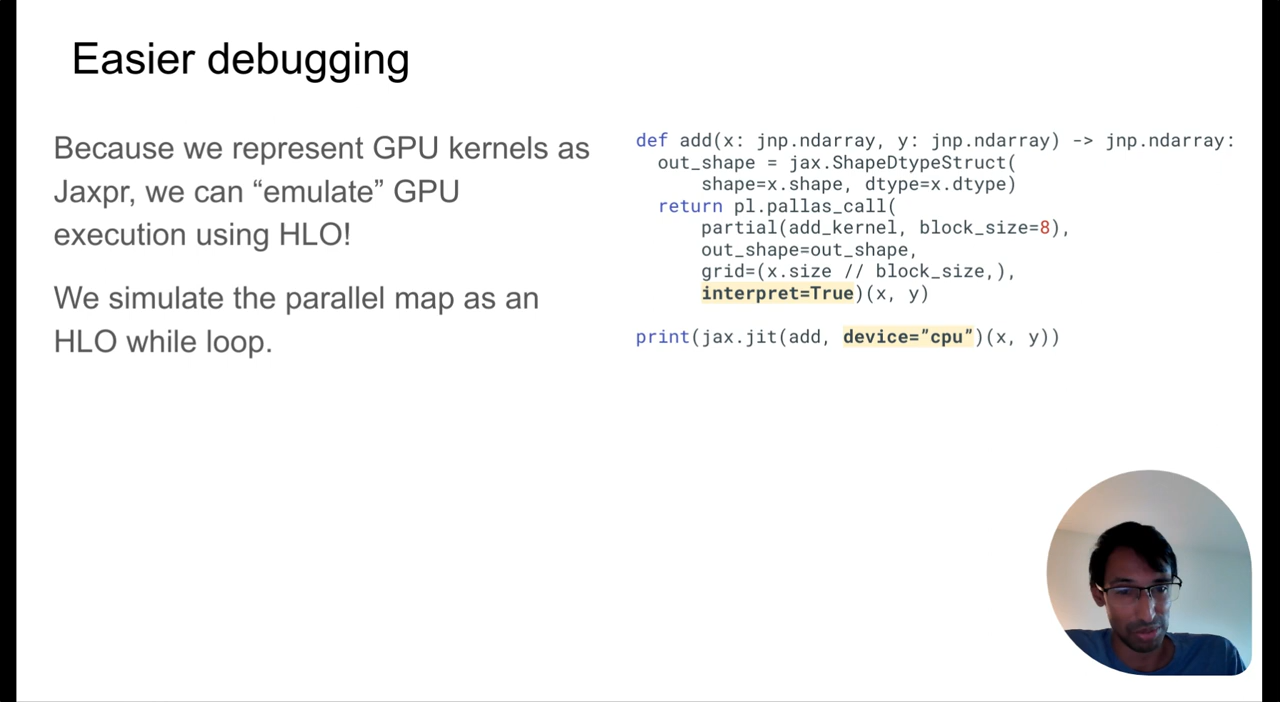 Easier debugging
Because we represent GPU kernels as
Jaxpr, we can “emulate” GPU
execution using HLO!
We simulate the parallel map as an
HLO while loop.
def add(x: jnp.ndarray, y: jnp.ndarray) -> jnp.ndarray:
  out_shape = jax.ShapeDtypeStruct(
      shape=x.shape, dtype=x.dtype)
  return pl.pallas_call(
      partial(add_kernel, block_size=8),
      out_shape=out_shape,
      grid=(x.size // block_size,),
      interpret=True)(x, y)
print(jax.jit(add, device=”cpu”)(x, y))